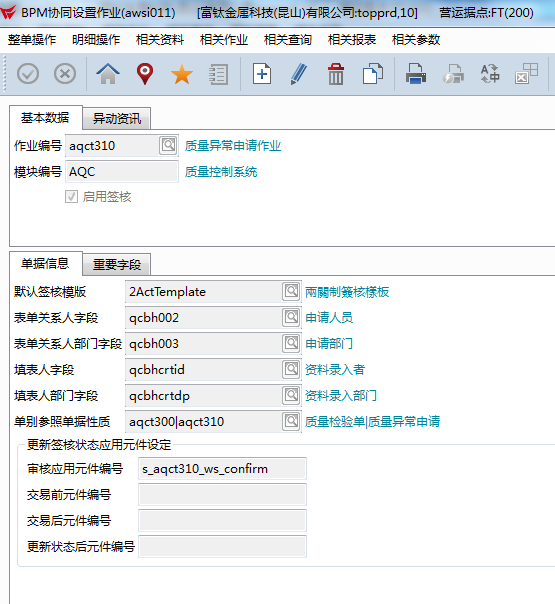 BPM协同设置作业(awsi011) [富钛金属科技(昆山)有限公司:topprd,10] 营运据点:FT(200)
整单操作 明细操作 相关资料 相关作业 相关查询 相关报表 相关参数
基本数据 异动资讯
作业编号 aqct310 质量异常申请作业
模块编号 AQC 质量控制系统
启用签核
单据信息 重要字段
默认签核模版 2ActTemplate 兩關制簽核樣板
表单关系人字段 qcbh002 申请人员
表单关系人部门字段 qcbh003 申请部门
填表人字段 qcbhcrtid 资料录入者
填表人部门字段 qcbhcrtdp 资料录入部门
单别参照单据性质 aqct300|aqct310 质量检验单|质量异常申请
更新签核状态应用元件设定
审核应用元件编号 s_aqct310_ws_confirm
交易前元件编号
交易后元件编号
更新状态后元件编号